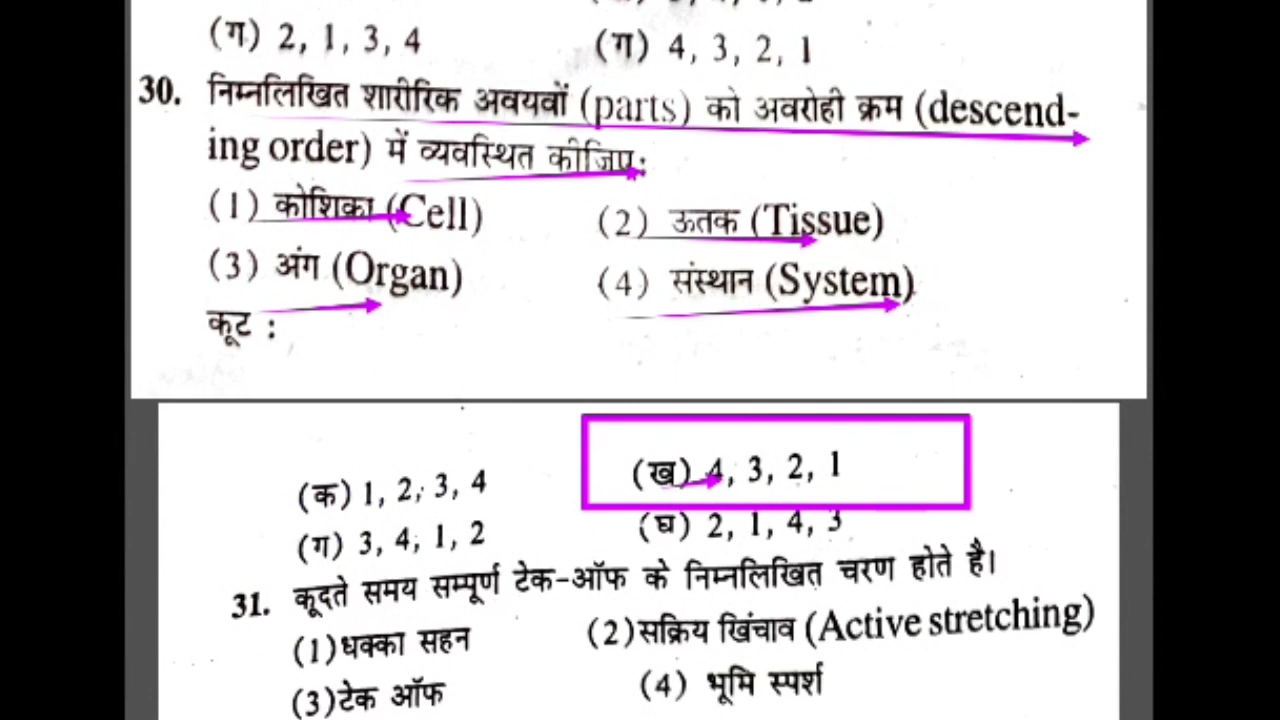 (ग) 2, 1, 3, 4 (ग) 4, 3, 2, 1
30. निम्नलिखित शारीरिक अवयवों (parts) को अवरोही क्रम (descend-
ing order) में व्यवस्थित कीजिए:
(1) कोशिका (Cell) (2) ऊतक (Tissue)
(3) अंग (Organ) (4) संस्थान (System)
कूट :
(क) 1, 2, 3, 4 (ख) 4, 3, 2, 1
(ग) 3, 4, 1, 2 (घ) 2, 1, 4, 3
31. कूदते समय सम्पूर्ण टेक-ऑफ के निम्नलिखित चरण होते है।
(1)धक्का सहन (2)सक्रिय खिंचाव (Active stretching)
(3)टेक ऑफ (4) भूमि स्पर्श